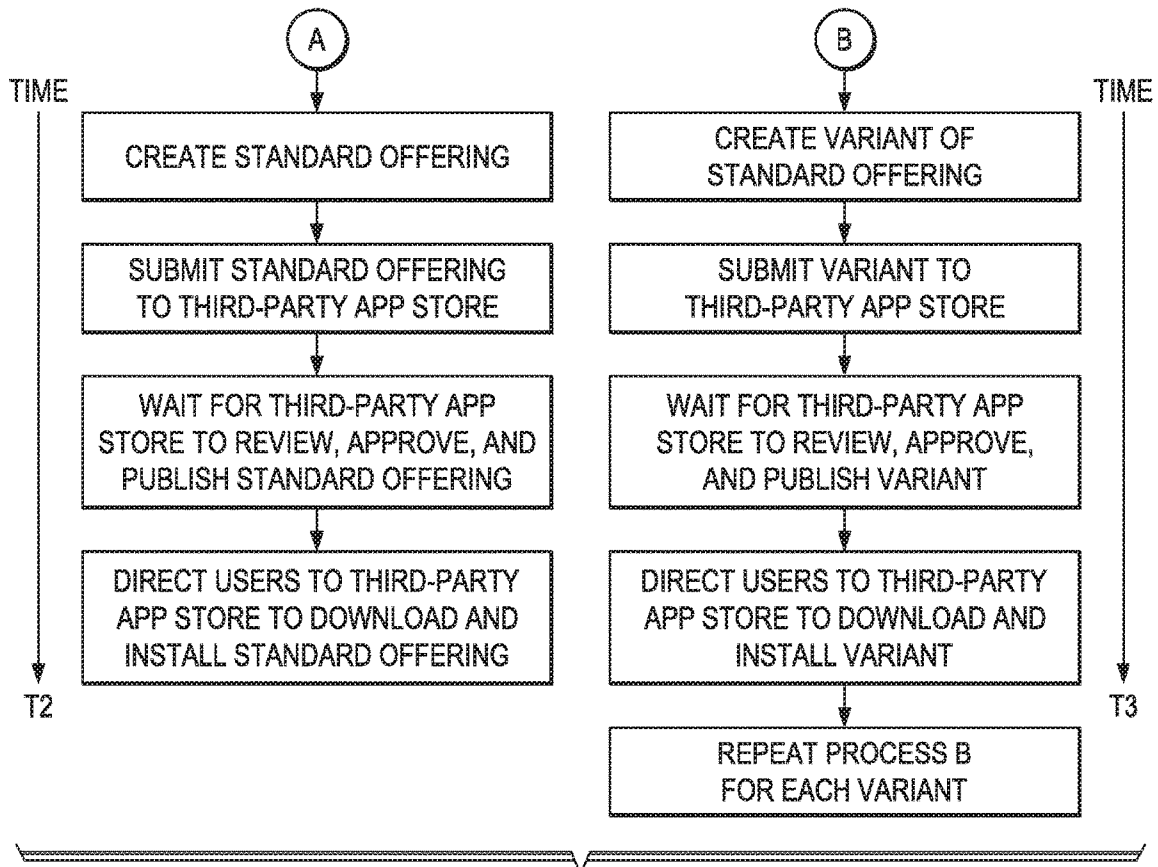 A
TIME
CREATE STANDARD OFFERING
SUBMIT STANDARD OFFERING
TO THIRD-PARTY APP STORE
WAIT FOR THIRD-PARTY APP
STORE TO REVIEW, APPROVE, AND
PUBLISH STANDARD OFFERING
DIRECT USERS TO THIRD-PARTY
APP STORE TO DOWNLOAD AND
INSTALL STANDARD OFFERING
T2
B
TIME
CREATE VARIANT OF
STANDARD OFFERING
SUBMIT VARIANT TO
THIRD-PARTY APP STORE
WAIT FOR THIRD-PARTY APP
STORE TO REVIEW, APPROVE,
AND PUBLISH VARIANT
DIRECT USERS TO THIRD-PARTY
APP STORE TO DOWNLOAD AND
INSTALL VARIANT
T3
REPEAT PROCESS B
FOR EACH VARIANT